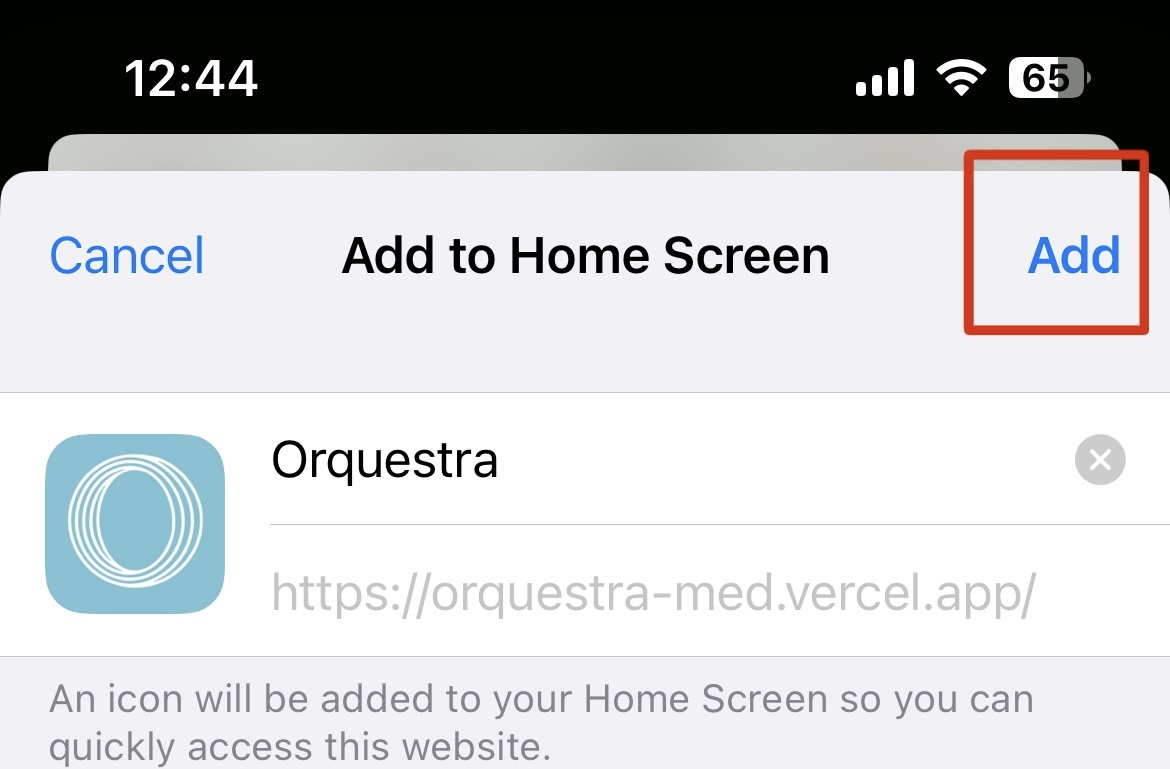 12:44
65
Cancel
Add to Home Screen
Add
Orquestra
https://orquestra-med.vercel.app/
An icon will be added to your Home Screen so you can
quickly access this website.